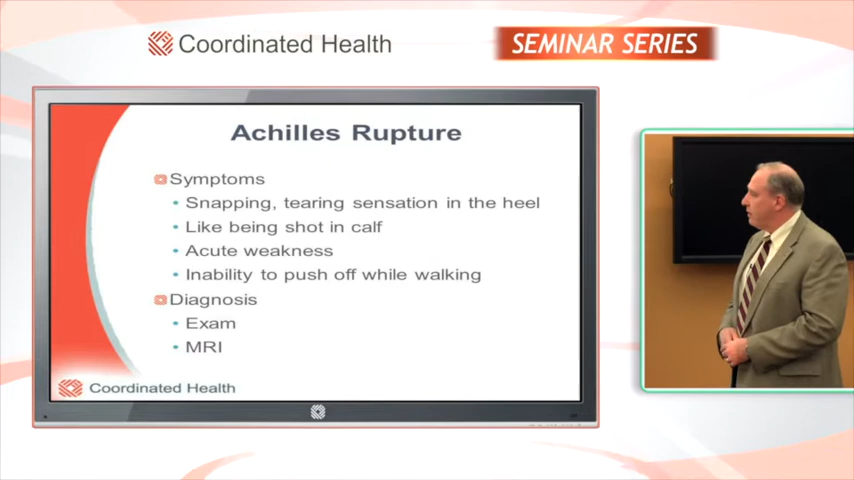 Coordinated Health
SEMINAR SERIES
Achilles Rupture
Symptoms
• Snapping, tearing sensation in the heel
• Like being shot in calf
• Acute weakness
• Inability to push off while walking
Diagnosis
• Exam
• MRI
Coordinated Health